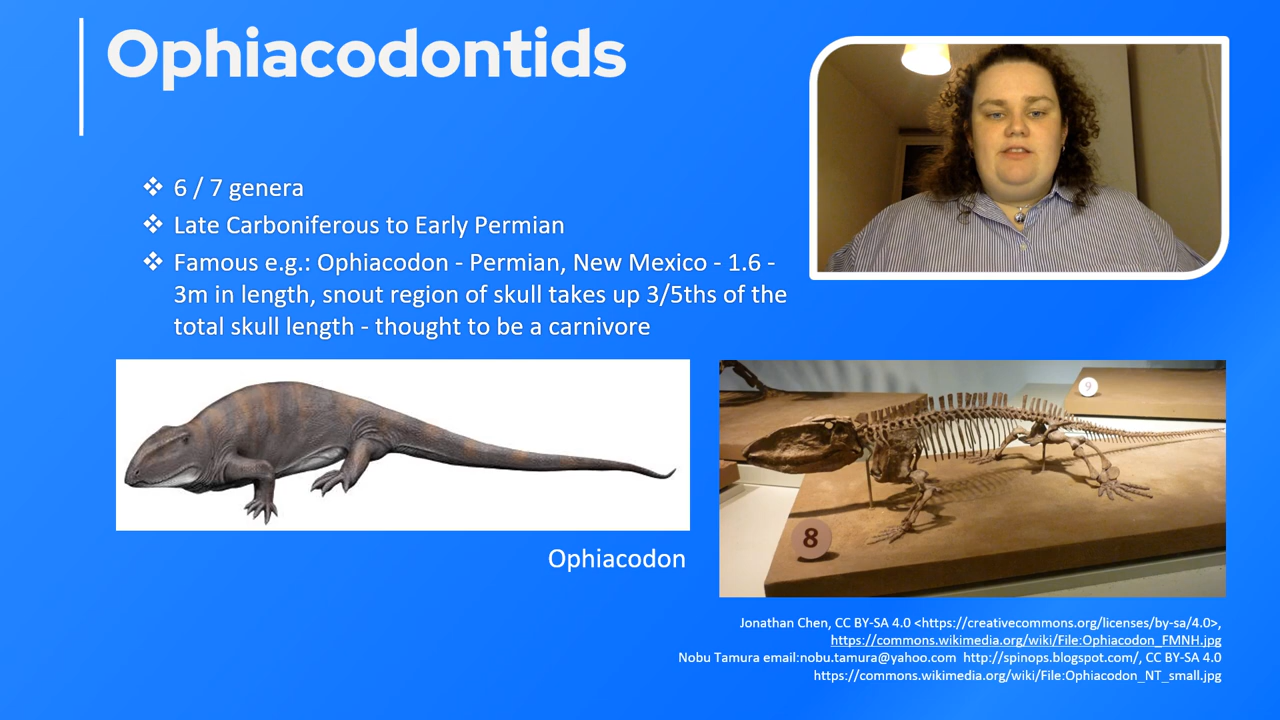 Ophiacodontids
❖ 6 / 7 genera
❖ Late Carboniferous to Early Permian
❖ Famous e.g.: Ophiacodon - Permian, New Mexico - 1.6 -
3m in length, snout region of skull takes up 3/5ths of the
total skull length - thought to be a carnivore
9
8
Ophiacodon
Jonathan Chen, CC BY-SA 4.0 <https://creativecommons.org/licenses/by-sa/4.0>,
https://commons.wikimedia.org/wiki/File:Ophiacodon_FMNH.jpg
Nobu Tamura email:nobu.tamura@yahoo.com http://spinops.blogspot.com/, CC BY-SA 4.0
https://commons.wikimedia.org/wiki/File:Ophiacodon_NT_small.jpg